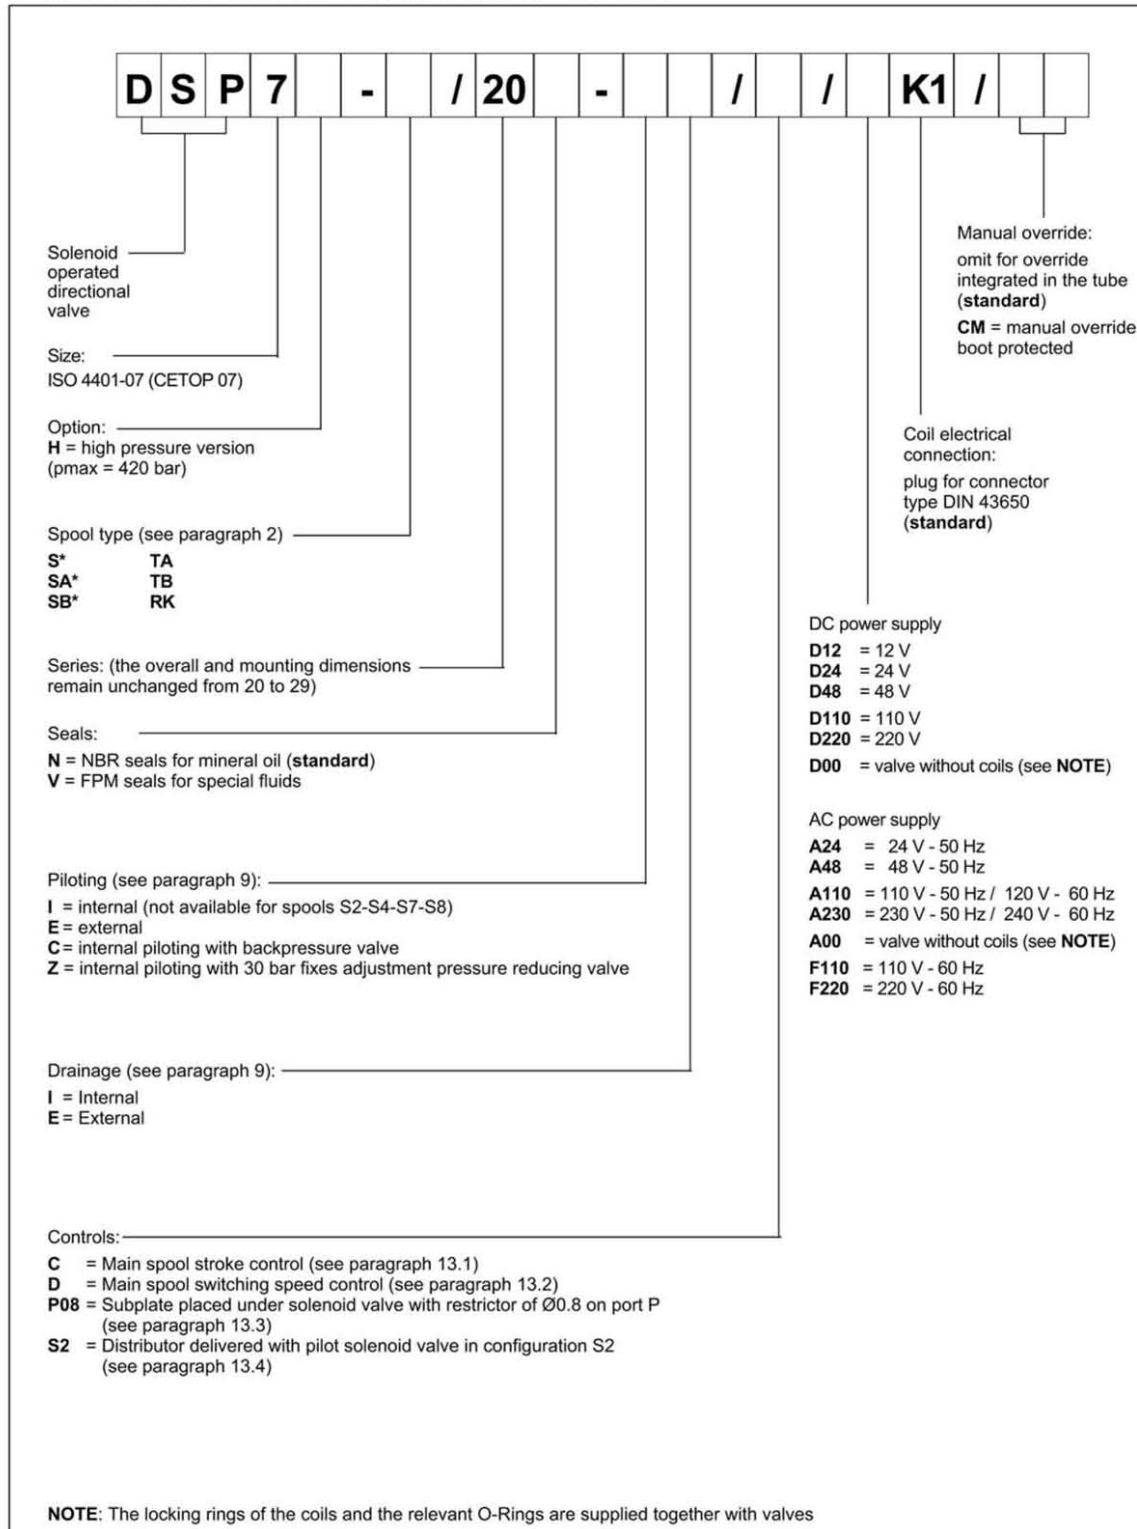 D S P 7 - / 20 - / / K1 /
Solenoid
operated
directional
valve
Size:
ISO 4401-07 (CETOP 07)
Option:
H = high pressure version
(pmax = 420 bar)
Spool type (see paragraph 2)
S* TA
SA* TB
SB* RK
Series: (the overall and mounting dimensions
remain unchanged from 20 to 29)
Seals:
N = NBR seals for mineral oil (standard)
V = FPM seals for special fluids
Piloting (see paragraph 9):
I = internal (not available for spools S2-S4-S7-S8)
E = external
C = internal piloting with backpressure valve
Z = internal piloting with 30 bar fixes adjustment pressure reducing valve
Drainage (see paragraph 9):
I = Internal
E = External
Controls:
C = Main spool stroke control (see paragraph 13.1)
D = Main spool switching speed control (see paragraph 13.2)
P08 = Subplate placed under solenoid valve with restrictor of Ø0.8 on port P
(see paragraph 13.3)
S2 = Distributor delivered with pilot solenoid valve in configuration S2
(see paragraph 13.4)
Manual override:
omit for override
integrated in the tube
(standard)
CM = manual override
boot protected
Coil electrical
connection:
plug for connector
type DIN 43650
(standard)
DC power supply
D12 = 12 V
D24 = 24 V
D48 = 48 V
D110 = 110 V
D220 = 220 V
D00 = valve without coils (see NOTE)
AC power supply
A24 = 24 V - 50 Hz
A48 = 48 V - 50 Hz
A110 = 110 V - 50 Hz / 120 V - 60 Hz
A230 = 230 V - 50 Hz / 240 V - 60 Hz
A00 = valve without coils (see NOTE)
F110 = 110 V - 60 Hz
F220 = 220 V - 60 Hz
NOTE: The locking rings of the coils and the relevant O-Rings are supplied together with valves